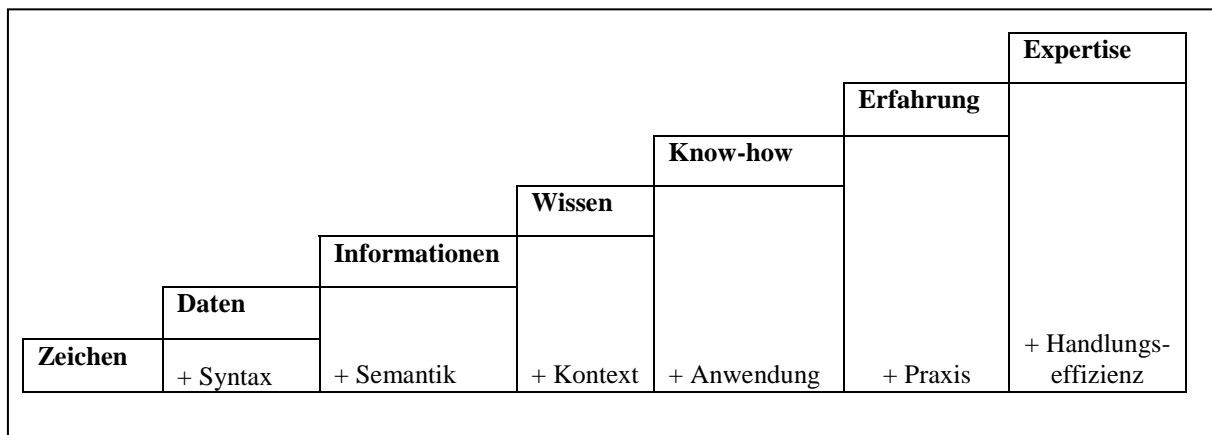 Expertise
Erfahrung
Know-how
Wissen
Informationen
Daten
Zeichen
+ Syntax
+ Semantik
+ Kontext
+ Anwendung
+ Praxis
+ Handlungs-
effizienz